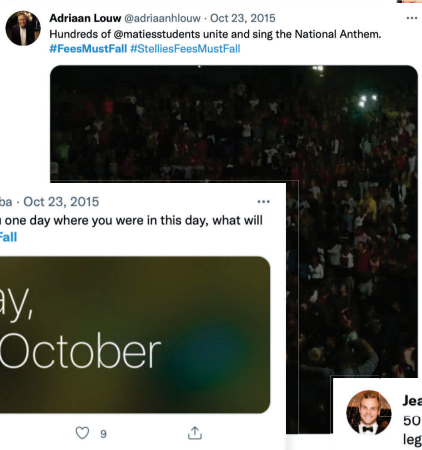 Adriaan Louw @adriaanhlouw · Oct 23, 2015
Hundreds of @matiesstudents unite and sing the National Anthem.
#FeesMustFall #StelliesFeesMustFall
ba · Oct 23, 2015
one day where you were in this day, what will
Fall
ay,
October
9
Jea
50
leg